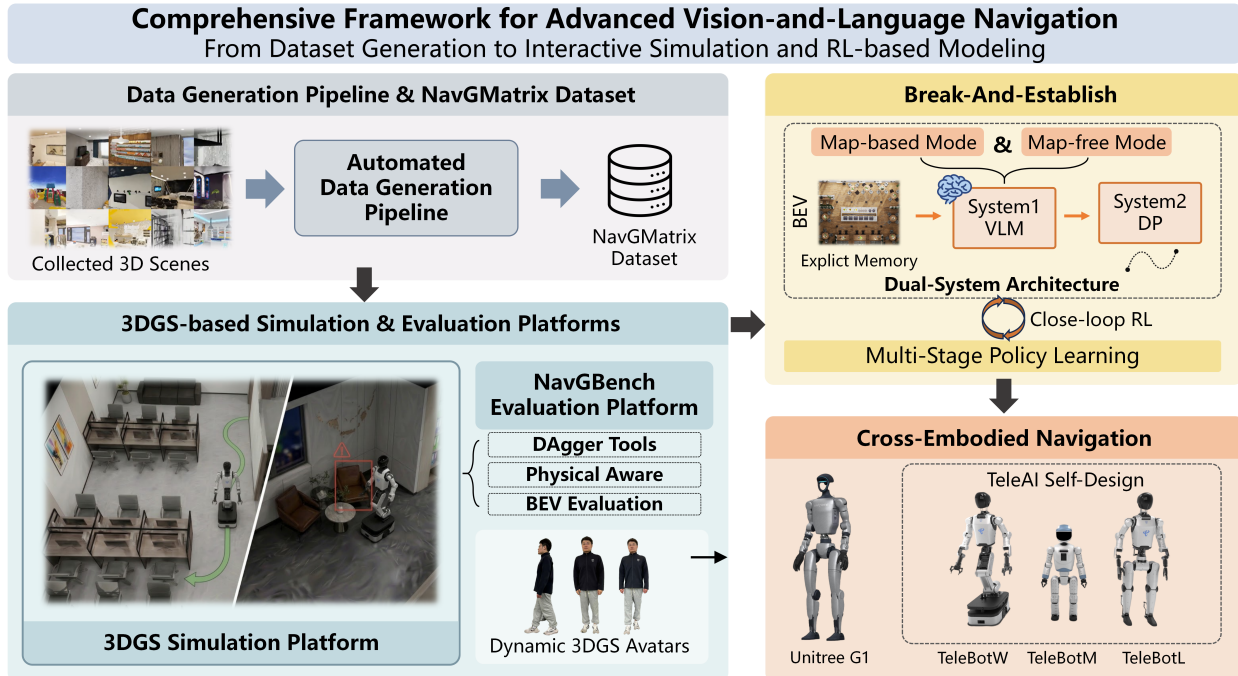 Comprehensive Framework for Advanced Vision-and-Language Navigation
From Dataset Generation to Interactive Simulation and RL-based Modeling
Data Generation Pipeline & NavGMatrix Dataset
Collected 3D Scenes
Automated
Data Generation
Pipeline
NavGMatrix
Dataset
3DGS-based Simulation & Evaluation Platforms
3DGS Simulation Platform
NavGBench
Evaluation Platform
DAgger Tools
Physical Aware
BEV Evaluation
Dynamic 3DGS Avatars
Break-And-Establish
Map-based Mode & Map-free Mode
BEV
Explict Memory
System1
VLM
System2
DP
Dual-System Architecture
Close-loop RL
Multi-Stage Policy Learning
Cross-Embodied Navigation
TeleAI Self-Design
Unitree G1
TeleBotW
TeleBotM
TeleBotL